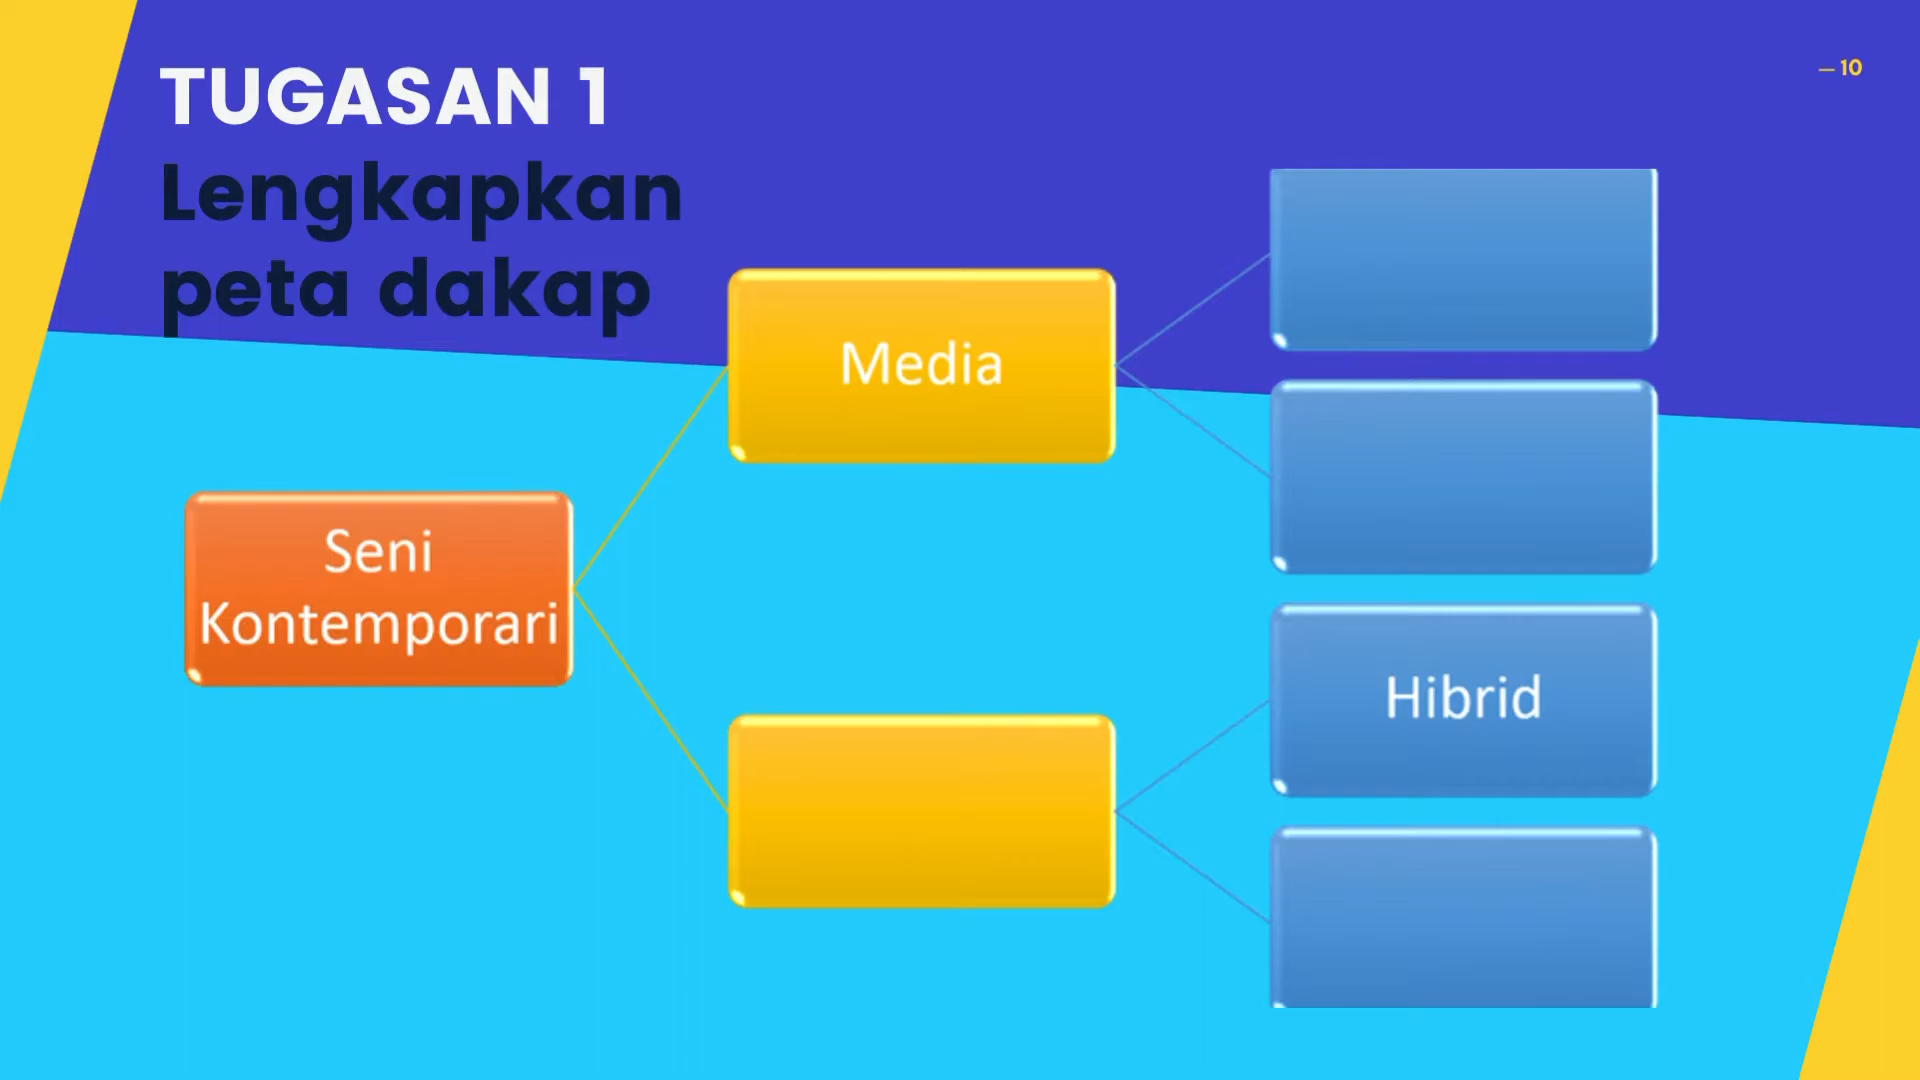 TUGASAN 1
Lengkapkan
peta dakap
— 10
Media
Seni
Kontemporari
Hibrid